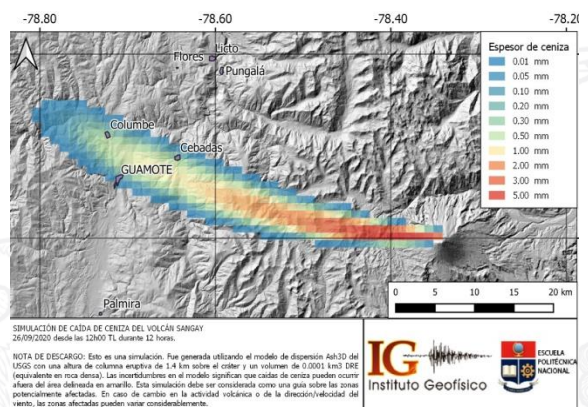 -78.80 -78.60 -78.40 -78.20
Licto
Flores
Pungalá
Columbe
Cebadas
GUAMOTE
Palmira
Espesor de ceniza
0.01 mm
0.05 mm
0.10 mm
0.20 mm
0.30 mm
0.50 mm
1.00 mm
2.00 mm
3.00 mm
5.00 mm
0 5 10 15 20 km
SIMULACIÓN DE CAÍDA DE CENIZA DEL VOLCÁN SANGAY
26/09/2020 desde las 12h00 TL durante 12 horas.
NOTA DE DESCARGO: Esto es una simulación. Fue generada utilizando el modelo de dispersión Ash3D del
USGS con una altura de columna eruptiva de 1.4 km sobre el cráter y un volumen de 0.0001 km3 DRE
(equivalente en roca densa). Las incertidumbres en el modelo significan que caídas de ceniza pueden ocurrir
afuera del área delineada en amarillo. Esta simulación debe ser considerada como una guía sobre las zonas
potencialmente afectadas. En caso de cambio en la actividad volcánica o de la dirección/velocidad del
viento, las zonas afectadas pueden variar considerablemente.
IG
Instituto Geofísico
ESCUELA
POLITÉCNICA
NACIONAL